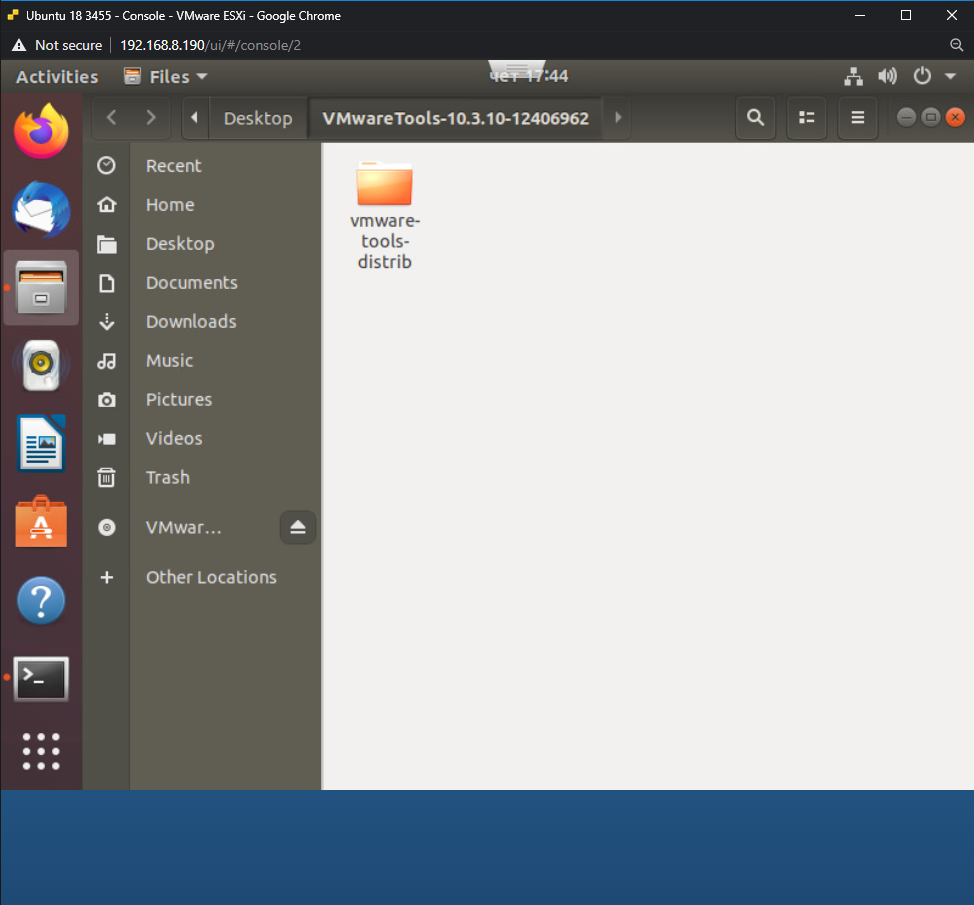 Ubuntu 18 3455 - Console - VMware ESXi - Google Chrome
Not secure 192.168.8.190/ui/#/console/2
Activities Files чет 17:44
Desktop VMwareTools-10.3.10-12406962
Recent
Home
Desktop
Documents
Downloads
Music
Pictures
Videos
Trash
VMwar...
Other Locations
vmware-
tools-
distrib